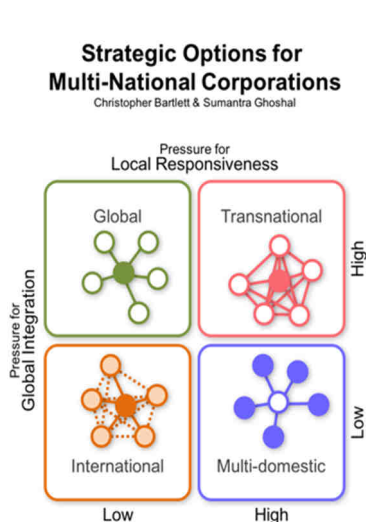 Strategic Options for
Multi-National Corporations
Christopher Bartlett & Sumantra Ghoshal
Pressure for
Local Responsiveness
Global
Transnational
High
Pressure for
Global Integration
International
Multi-domestic
Low
Low
High